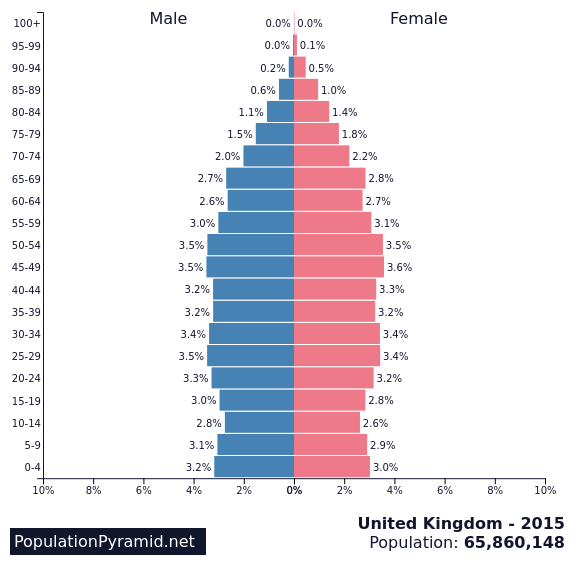 Male Female
100+ 0.0% 0.0%
95-99 0.0% 0.1%
90-94 0.2% 0.5%
85-89 0.6% 1.0%
80-84 1.1% 1.4%
75-79 1.5% 1.8%
70-74 2.0% 2.2%
65-69 2.7% 2.8%
60-64 2.6% 2.7%
55-59 3.0% 3.1%
50-54 3.5% 3.5%
45-49 3.5% 3.6%
40-44 3.2% 3.3%
35-39 3.2% 3.2%
30-34 3.4% 3.4%
25-29 3.5% 3.4%
20-24 3.3% 3.2%
15-19 3.0% 2.8%
10-14 2.8% 2.6%
5-9 3.1% 2.9%
0-4 3.2% 3.0%
10% 8% 6% 4% 2% 0% 2% 4% 6% 8% 10%
United Kingdom - 2015
PopulationPyramid.net Population: 65,860,148